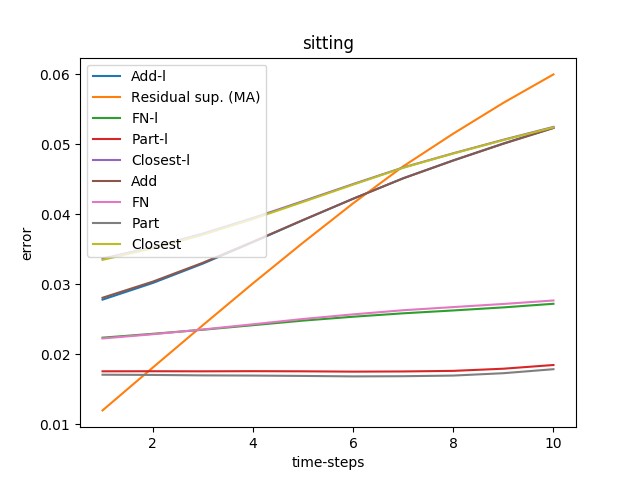 sitting
error
0.06
0.05
0.04
0.03
0.02
0.01
Add-l
Residual sup. (MA)
FN-l
Part-l
Closest-l
Add
FN
Part
Closest
2 4 6 8 10
time-steps